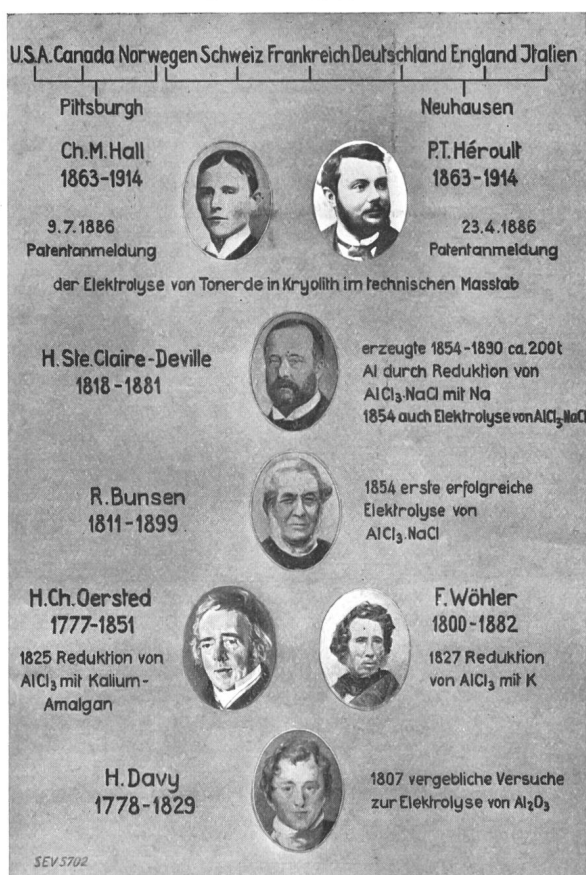 U.S.A. Canada Norwegen Schweiz Frankreich Deutschland England Jtalien
Pittsburgh
Neuhausen
Ch. M. Hall
1863-1914
P.T. Héroult
1863-1914
9.7.1886
Patentanmeldung
23.4.1886
Patentanmeldung
der Elektrolyse von Tonerde in Kryolith im technischen Masstab
H. Ste. Claire-Deville
1818-1881
erzeugte 1854-1890 ca. 200t
Al durch Reduktion von
AlCl₃·NaCl mit Na
1854 auch Elektrolyse von AlCl₃·NaCl
R. Bunsen
1811-1899
1854 erste erfolgreiche
Elektrolyse von
AlCl₃·NaCl
H. Ch. Oersted
1777-1851
1825 Reduktion von
AlCl₃ mit Kalium-
Amalgan
F. Wöhler
1800-1882
1827 Reduktion
von AlCl₃ mit K
H. Davy
1778-1829
1807 vergebliche Versuche
zur Elektrolyse von Al₂O₃
SEV 5702